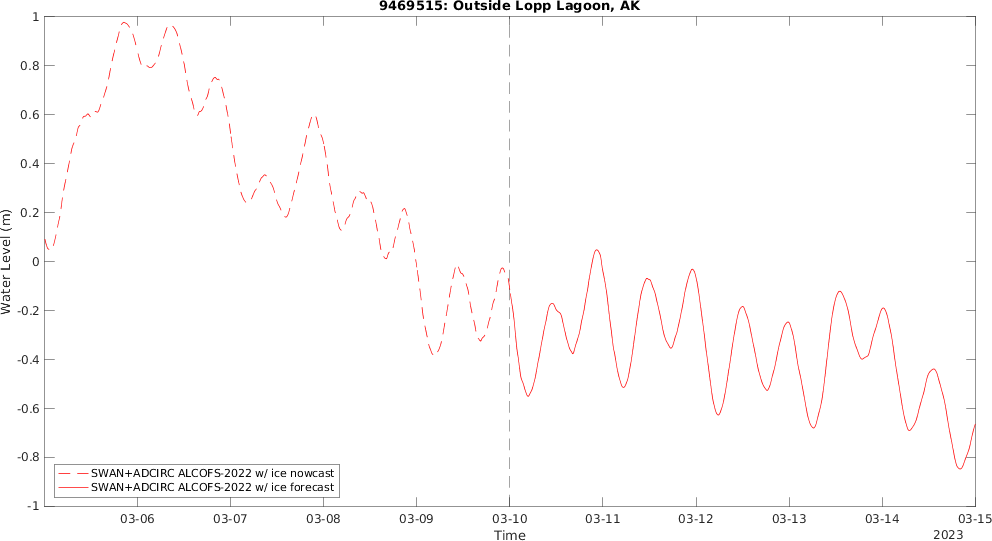 9469515: Outside Lopp Lagoon, AK
1
0.8
0.6
0.4
0.2
0
-0.2
-0.4
-0.6
-0.8
-1
Water Level (m)
SWAN+ADCIRC ALCOFS-2022 w/ ice nowcast
SWAN+ADCIRC ALCOFS-2022 w/ ice forecast
03-06 03-07 03-08 03-09 03-10 03-11 03-12 03-13 03-14 03-15
Time
2023